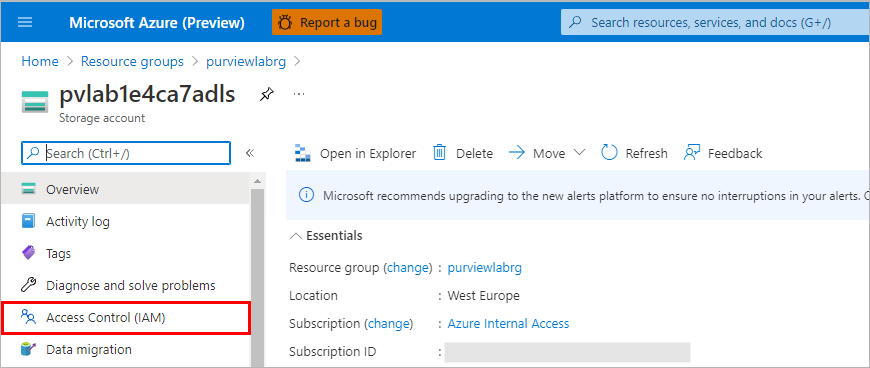 Microsoft Azure (Preview) Report a bug Search resources, services, and docs (G+/)
Home > Resource groups > purviewlabrg >
pvlab1e4ca7adls ...
Storage account
Search (Ctrl+/) «
Open in Explorer Delete Move Refresh Feedback
Overview
Activity log
Tags
Diagnose and solve problems
Access Control (IAM)
Data migration
Microsoft recommends upgrading to the new alerts platform to ensure no interruptions in your alerts.
Essentials
Resource group (change) : purviewlabrg
Location : West Europe
Subscription (change) : Azure Internal Access
Subscription ID :